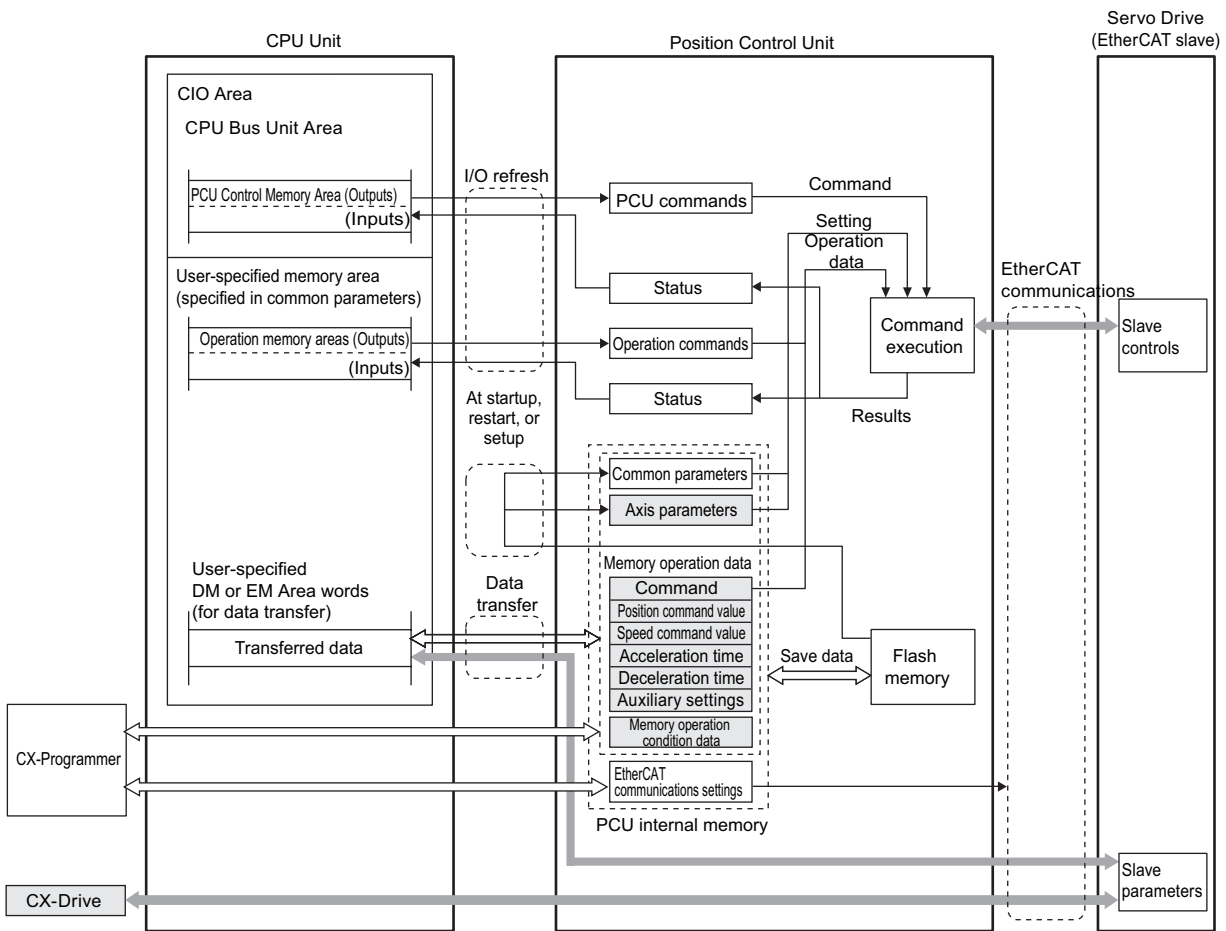 CPU Unit
Position Control Unit
Servo Drive
(EtherCAT slave)
CIO Area
CPU Bus Unit Area
PCU Control Memory Area (Outputs)
(Inputs)
User-specified memory area
(specified in common parameters)
Operation memory areas (Outputs)
(Inputs)
User-specified
DM or EM Area words
(for data transfer)
Transferred data
I/O refresh
At startup,
restart, or
setup
Data
transfer
PCU commands
Status
Operation commands
Status
Common parameters
Axis parameters
Memory operation data
Command
Position command value
Speed command value
Acceleration time
Deceleration time
Auxiliary settings
Memory operation
condition data
EtherCAT
communications settings
PCU internal memory
Command
Setting
Operation
data
Command
execution
Results
Save data
Flash
memory
EtherCAT
communications
Slave
controls
Slave
parameters
CX-Programmer
CX-Drive